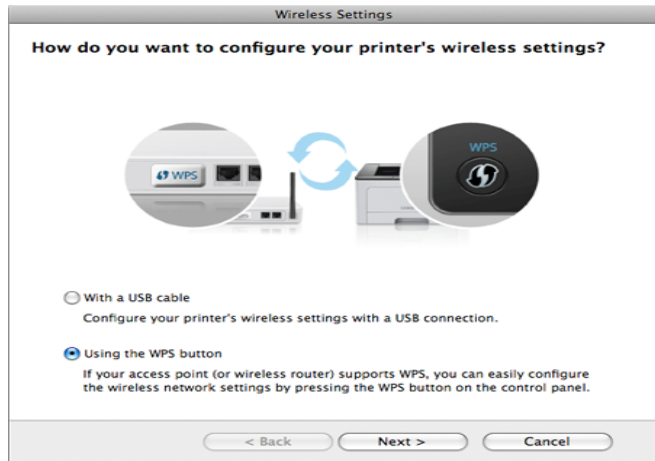 Wireless Settings
How do you want to configure your printer's wireless settings?
WPS
WPS
With a USB cable
Configure your printer's wireless settings with a USB connection.
Using the WPS button
If your access point (or wireless router) supports WPS, you can easily configure
the wireless network settings by pressing the WPS button on the control panel.
< Back
Next >
Cancel